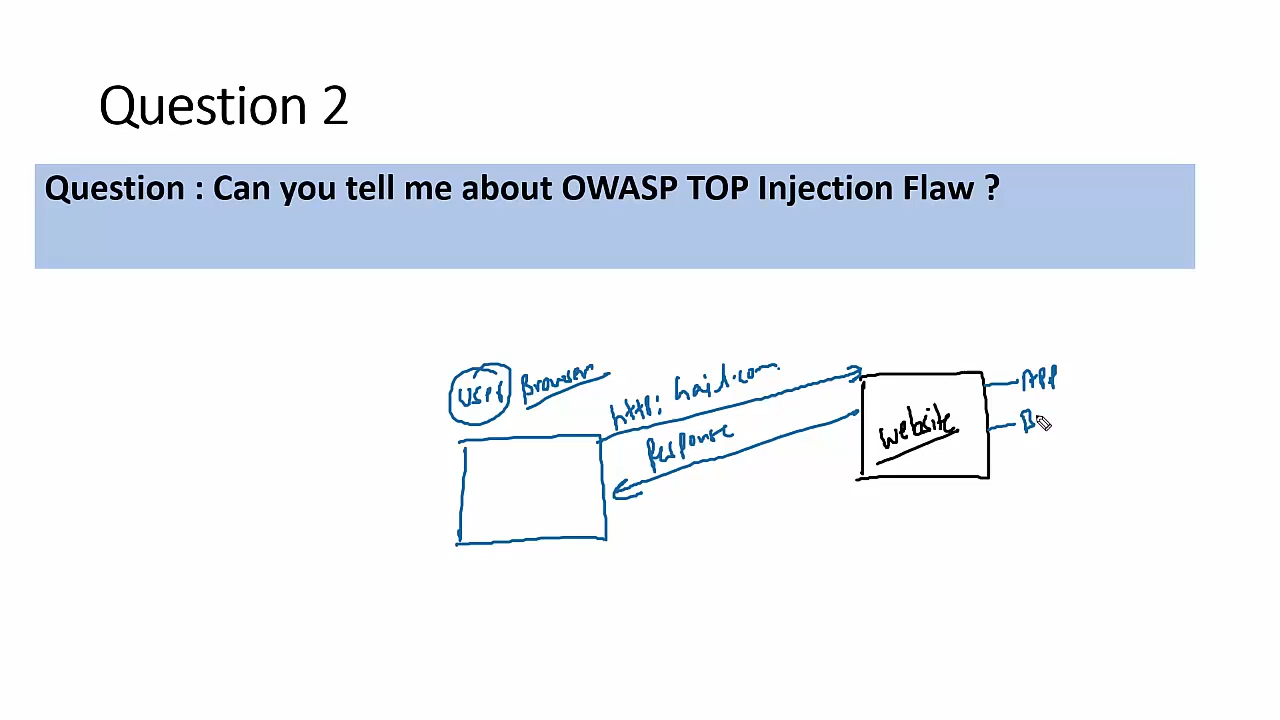 Question 2
Question : Can you tell me about OWASP TOP Injection Flaw ?
User Browser
http: hail.com
Response
website
APP
B